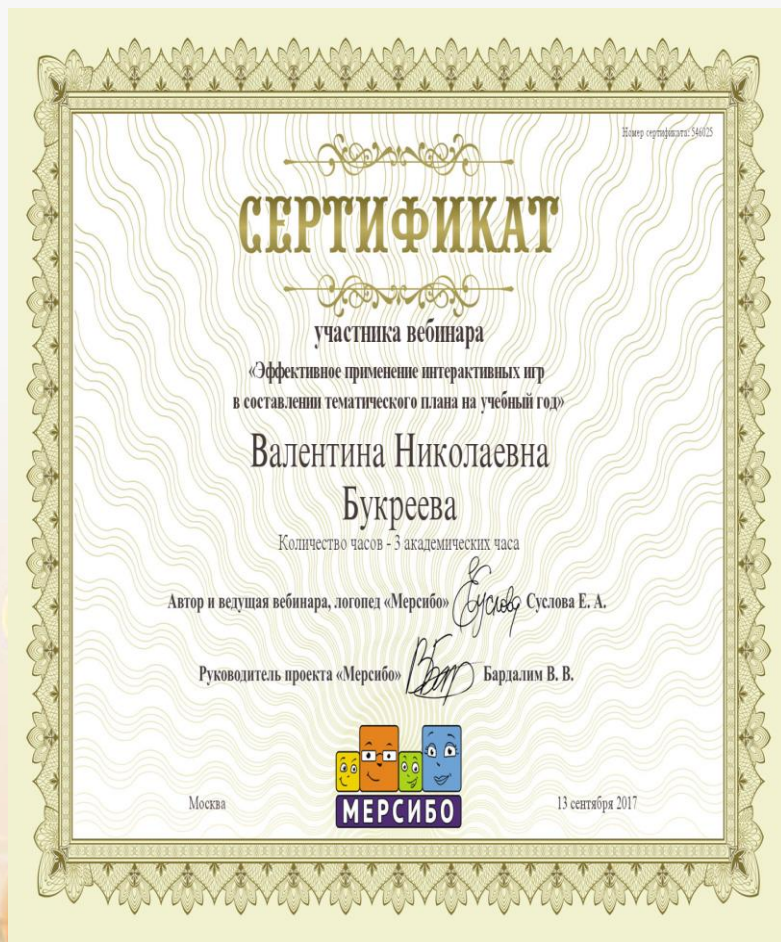 Номер сертификата: 546025
СЕРТИФИКАТ
участника вебинара
«Эффективное применение интерактивных игр
в составлении тематического плана на учебный год»
Валентина Николаевна
Букреева
Количество часов - 3 академических часа
Автор и ведущая вебинара, логопед «Мерсибо» Суслова Е. А.
Руководитель проекта «Мерсибо» Бардалим В. В.
МЕРСИБО
Москва 13 сентября 2017